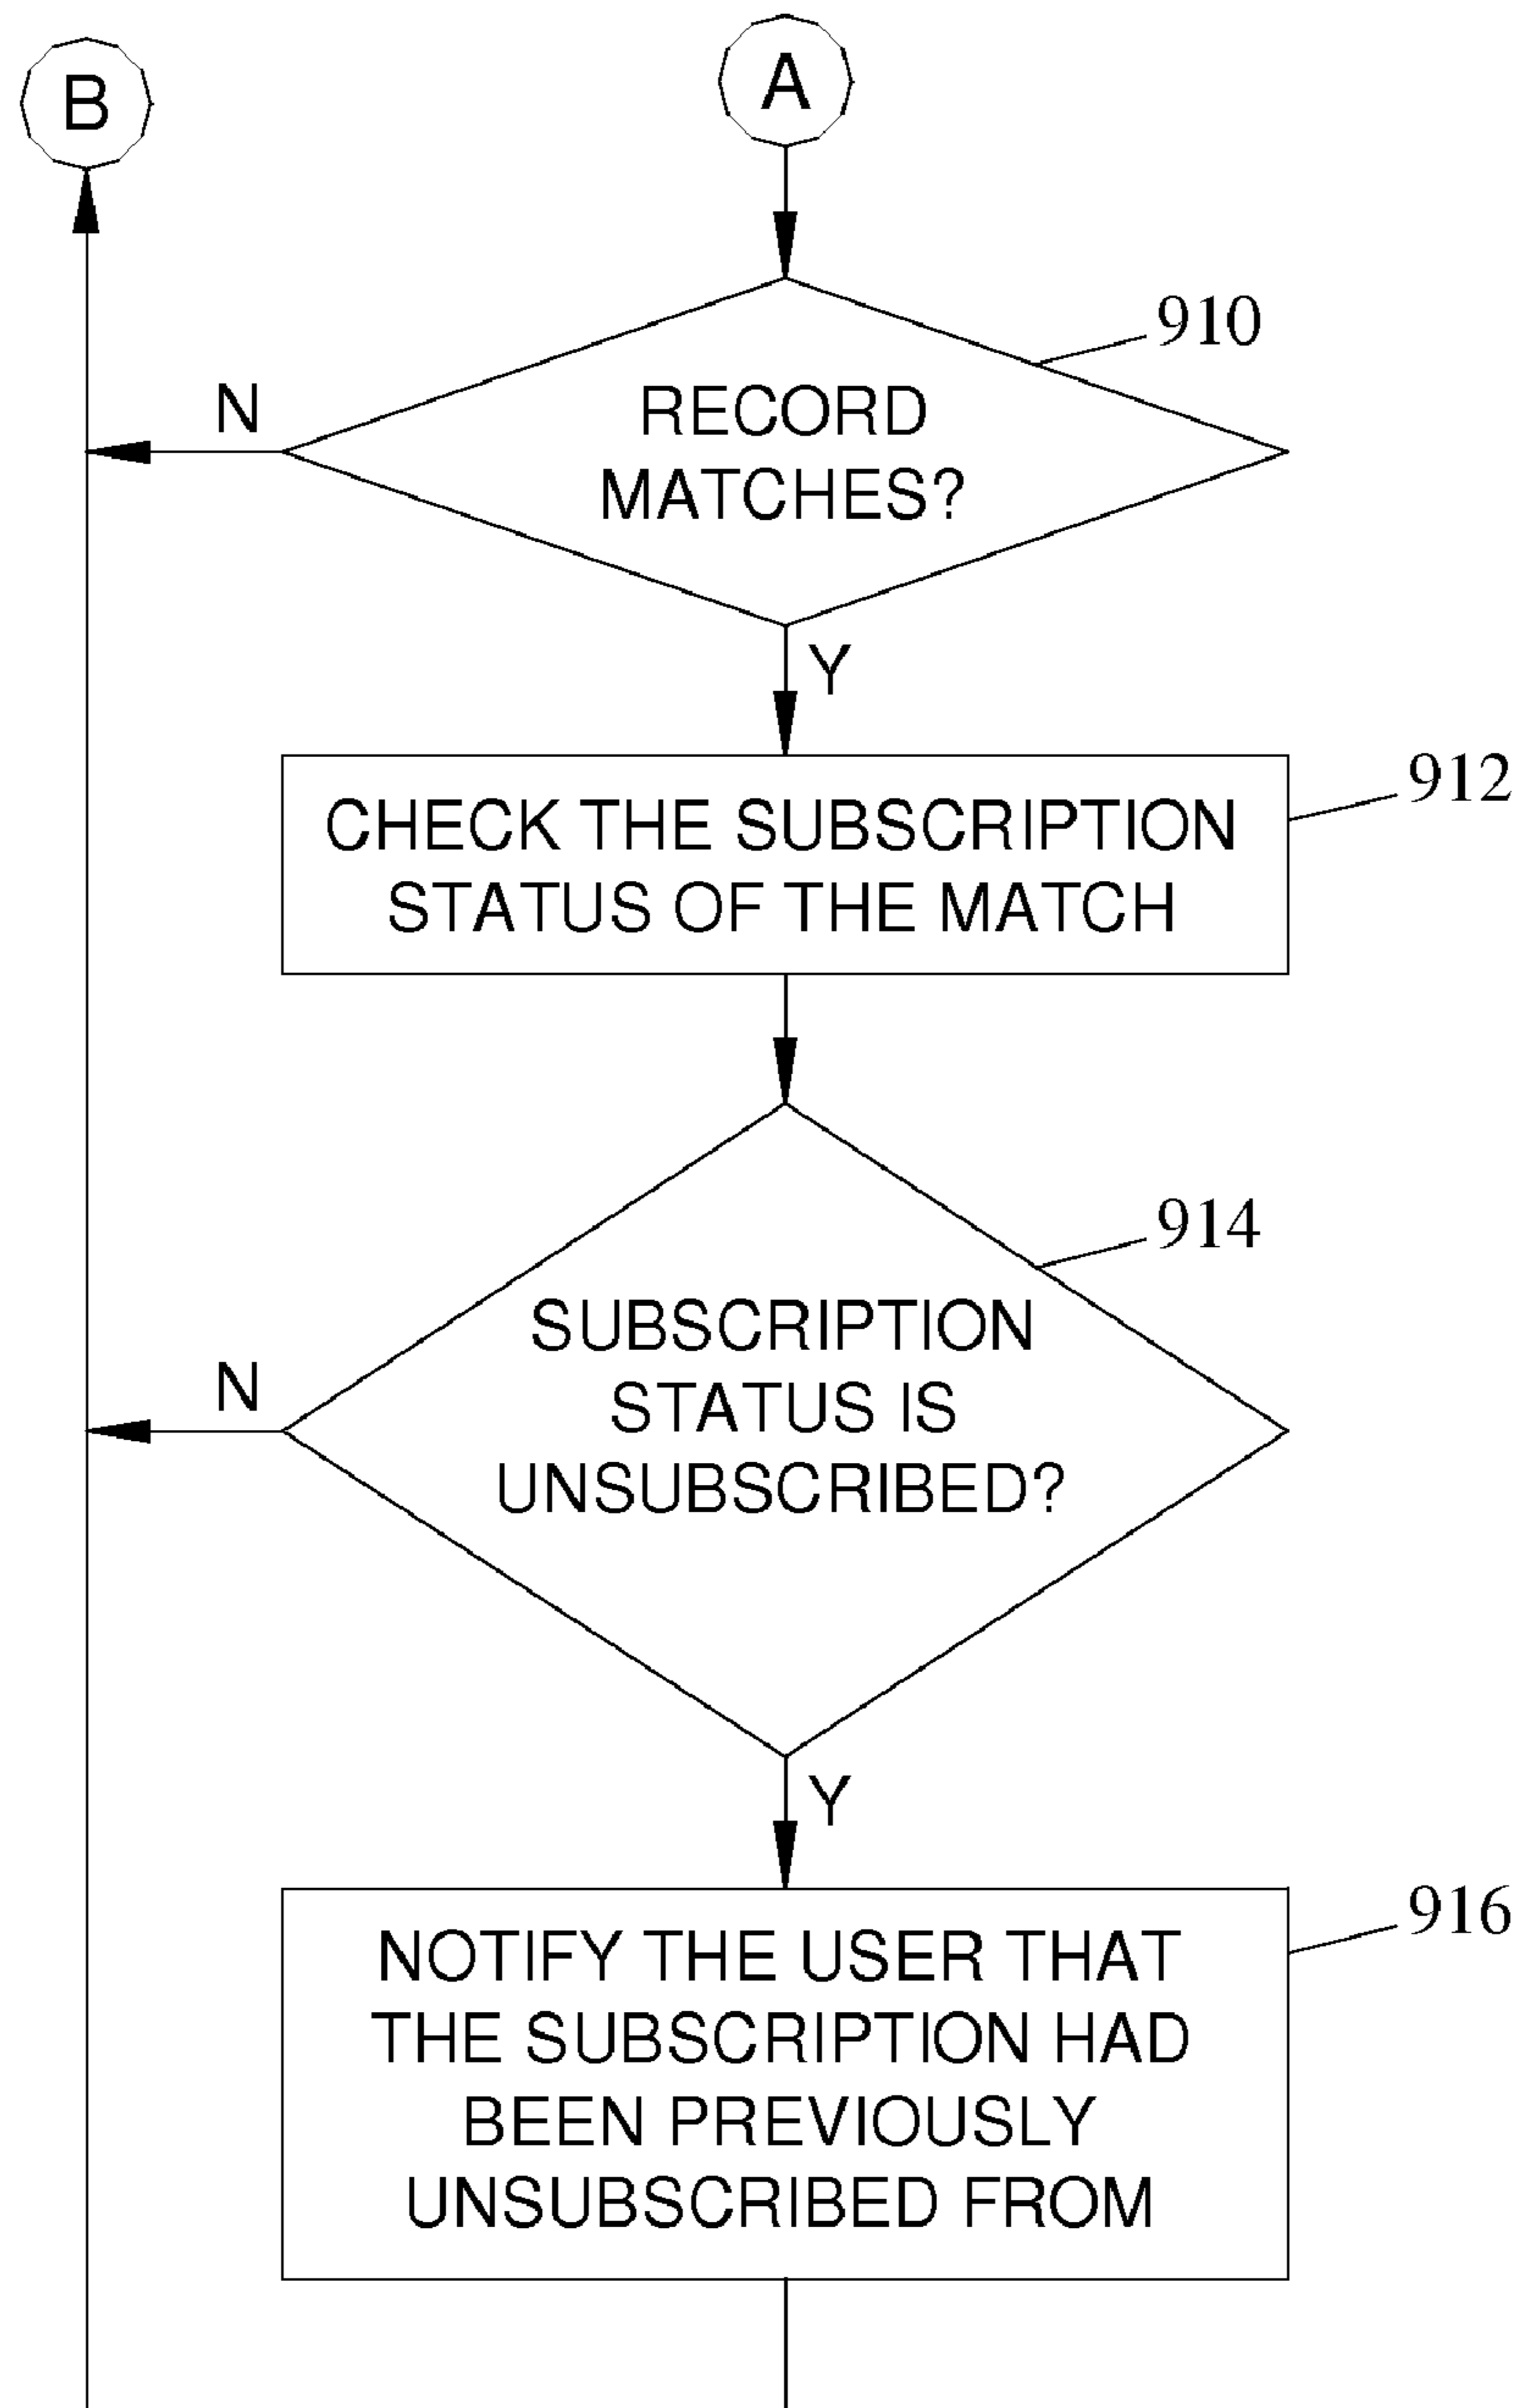 B
A
910
RECORD
MATCHES?
N
Y
912
CHECK THE SUBSCRIPTION
STATUS OF THE MATCH
914
SUBSCRIPTION
STATUS IS
UNSUBSCRIBED?
N
Y
916
NOTIFY THE USER THAT
THE SUBSCRIPTION HAD
BEEN PREVIOUSLY
UNSUBSCRIBED FROM